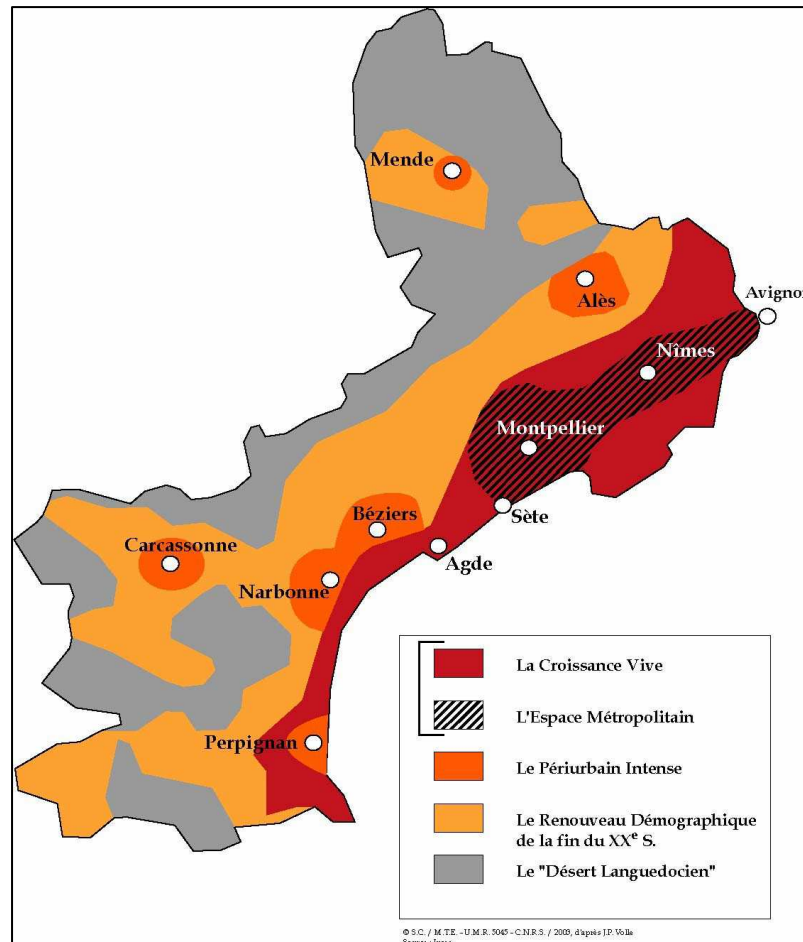 Mende
Alès
Avignon
Nîmes
Montpellier
Béziers
Sète
Carcassonne
Agde
Narbonne
Perpignan
La Croissance Vive
L'Espace Métropolitain
Le Périurbain Intense
Le Renouveau Démographique
de la fin du XXe S.
Le "Désert Languedocien"
© S.C. / M.T.E. - U.M.R. 5045 - C.N.R.S. / 2003, d'après J.P. Volle